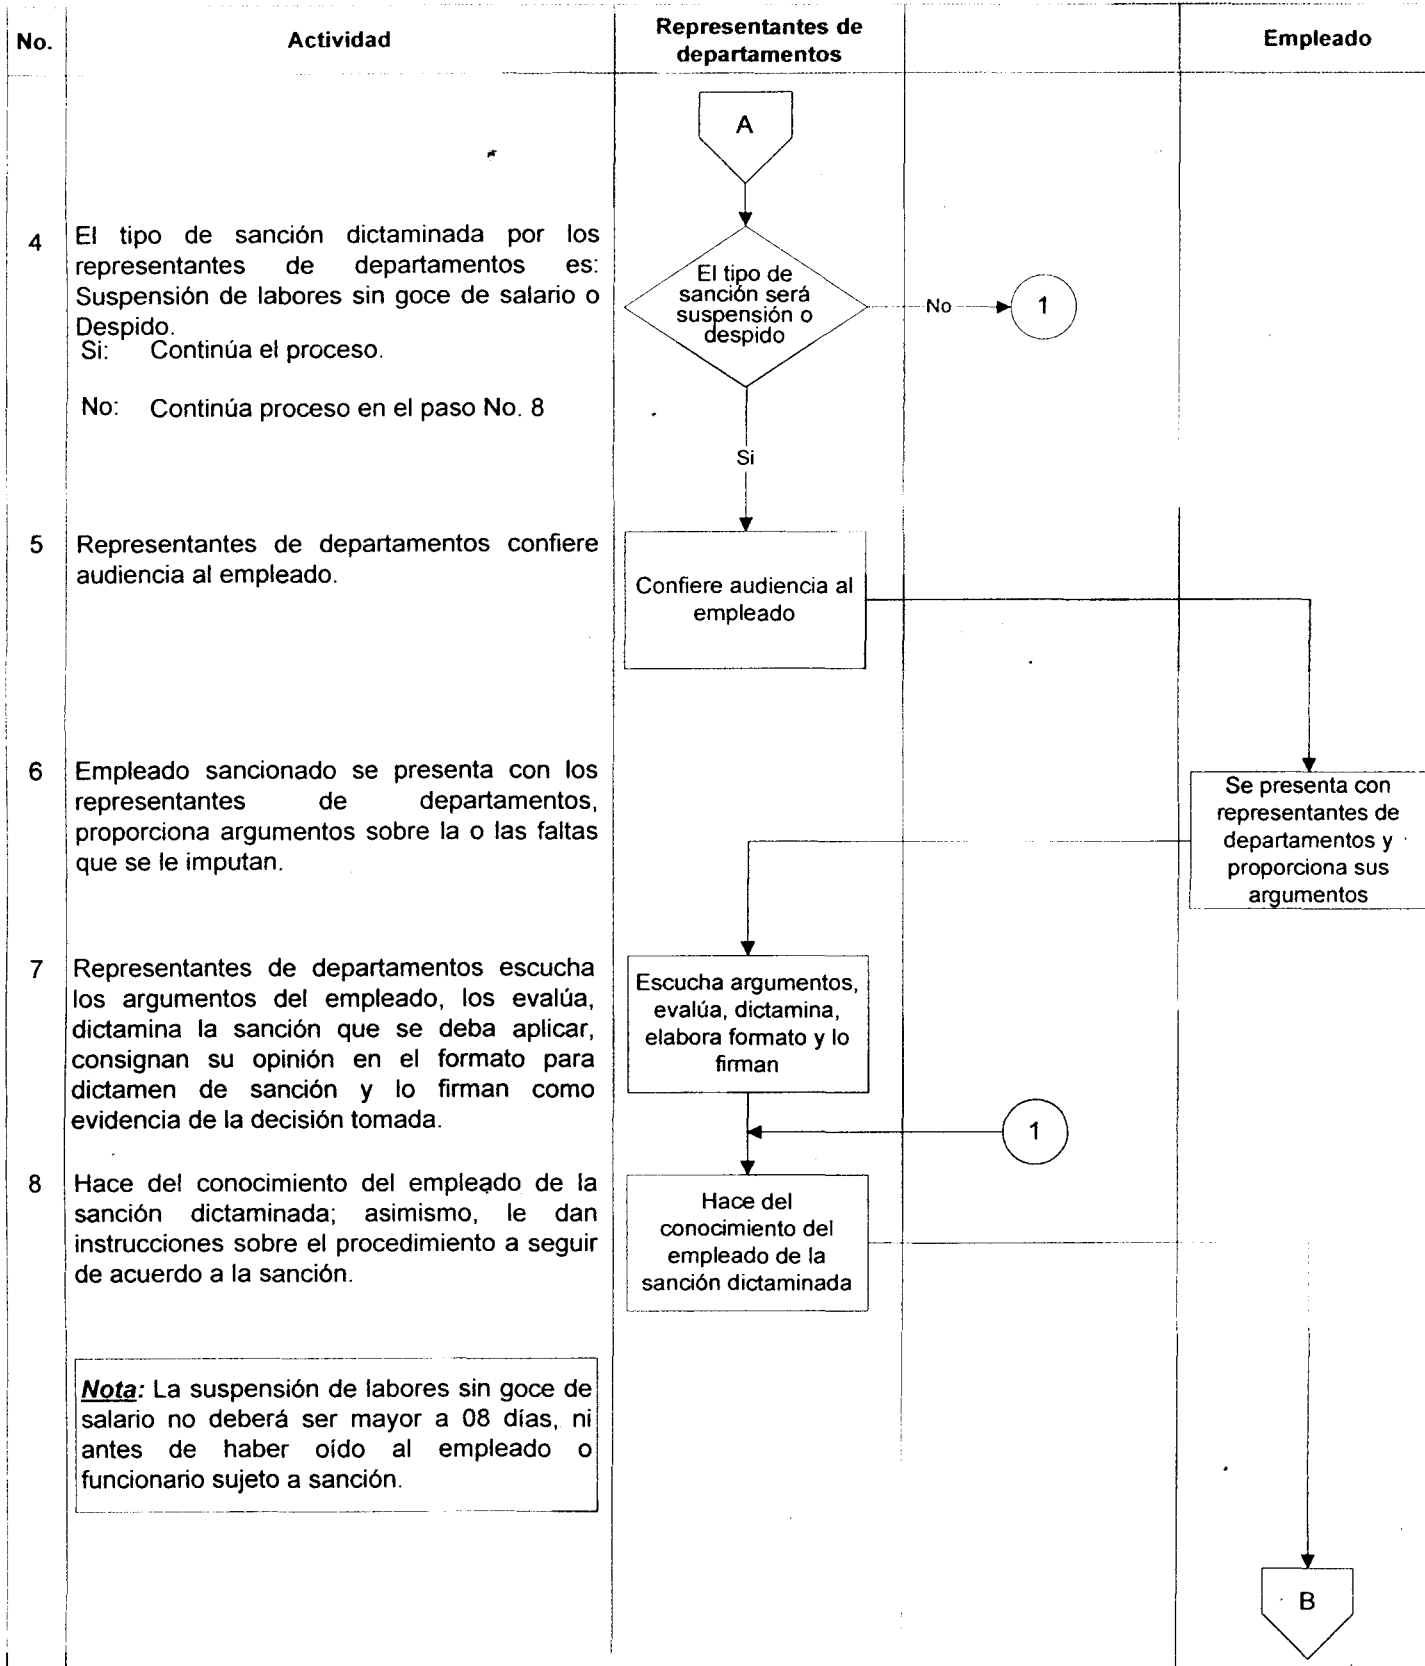 No.
Actividad
Representantes de
departamentos
Empleado
A
4
El tipo de sanción dictaminada por los
representantes de departamentos es:
Suspensión de labores sin goce de salario o
Despido.
Si: Continúa el proceso.
No: Continúa proceso en el paso No. 8
El tipo de
sanción será
suspensión o
despido
No
1
Si
5
Representantes de departamentos confiere
audiencia al empleado.
Confiere audiencia al
empleado
6
Empleado sancionado se presenta con los
representantes de departamentos,
proporciona argumentos sobre la o las faltas
que se le imputan.
Se presenta con
representantes de
departamentos y
proporciona sus
argumentos
7
Representantes de departamentos escucha
los argumentos del empleado, los evalúa,
dictamina la sanción que se deba aplicar,
consignan su opinión en el formato para
dictamen de sanción y lo firman como
evidencia de la decisión tomada.
Escucha argumentos,
evalúa, dictamina,
elabora formato y lo
firman
1
8
Hace del conocimiento del empleado de la
sanción dictaminada; asimismo, le dan
instrucciones sobre el procedimiento a seguir
de acuerdo a la sanción.
Hace del
conocimiento del
empleado de la
sanción dictaminada
Nota: La suspensión de labores sin goce de
salario no deberá ser mayor a 08 días, ni
antes de haber oído al empleado o
funcionario sujeto a sanción.
B